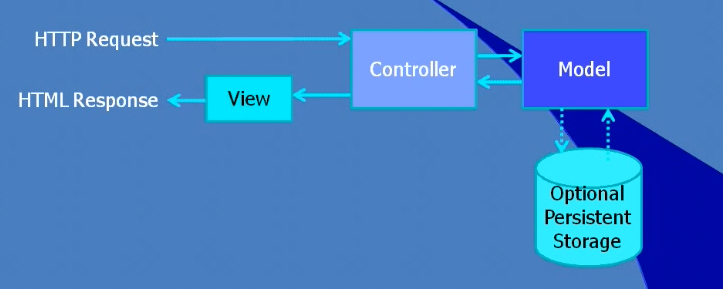 HTTP Request
Controller
Model
HTML Response
View
Optional
Persistent
Storage